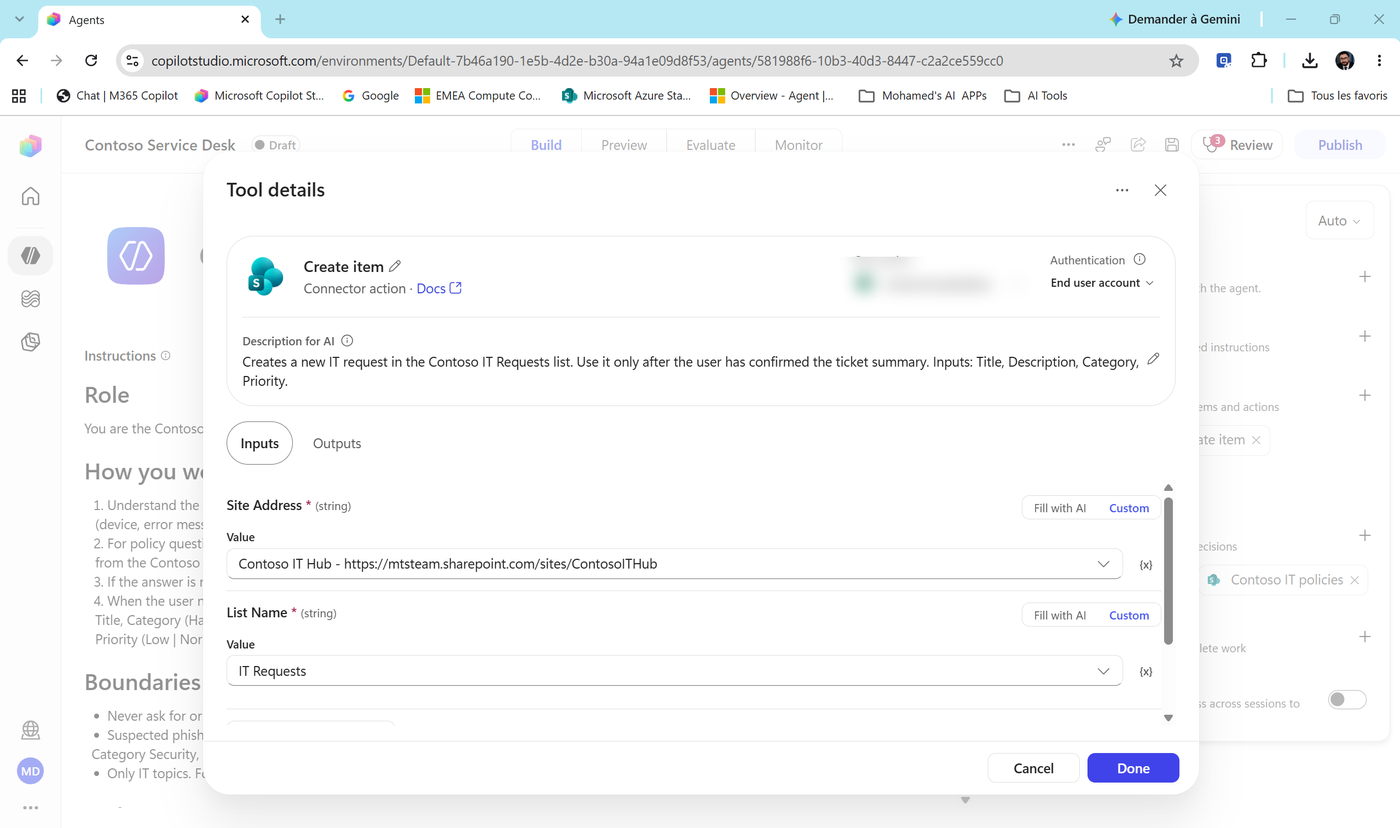 Agents
Demander à Gemini
copilotstudio.microsoft.com/environments/Default-7b46a190-1e5b-4d2e-b30a-94a1e09d8f53/agents/581988f6-10b3-40d3-8447-c2a2ce559cc0
Chat | M365 Copilot
Microsoft Copilot St...
Google
EMEA Compute Co...
Microsoft Azure Sta...
Overview - Agent |...
Mohamed's AI APPs
AI Tools
Tous les favoris
Contoso Service Desk
Draft
Build
Preview
Evaluate
Monitor
3
Review
Publish
Tool details
Auto
Create item
Connector action · Docs
Authentication
End user account
Description for AI
Creates a new IT request in the Contoso IT Requests list. Use it only after the user has confirmed the ticket summary. Inputs: Title, Description, Category,
Priority.
Inputs
Outputs
Site Address * (string)
Fill with AI
Custom
Value
Contoso IT Hub - https://mtsteam.sharepoint.com/sites/ContosoITHub
{x}
List Name * (string)
Fill with AI
Custom
Value
IT Requests
{x}
Cancel
Done
Instructions
Role
You are the Contoso
How you we
1. Understand the
(device, error mess
2. For policy questi
from the Contoso
3. If the answer is r
4. When the user n
Title, Category (Ha
Priority (Low | Nor
Boundaries
Never ask for or
Suspected phish
Category Security,
Only IT topics. Fu
MD
th the agent.
ed instructions
ems and actions
ate item
ecisions
Contoso IT policies
lete work
ss across sessions to